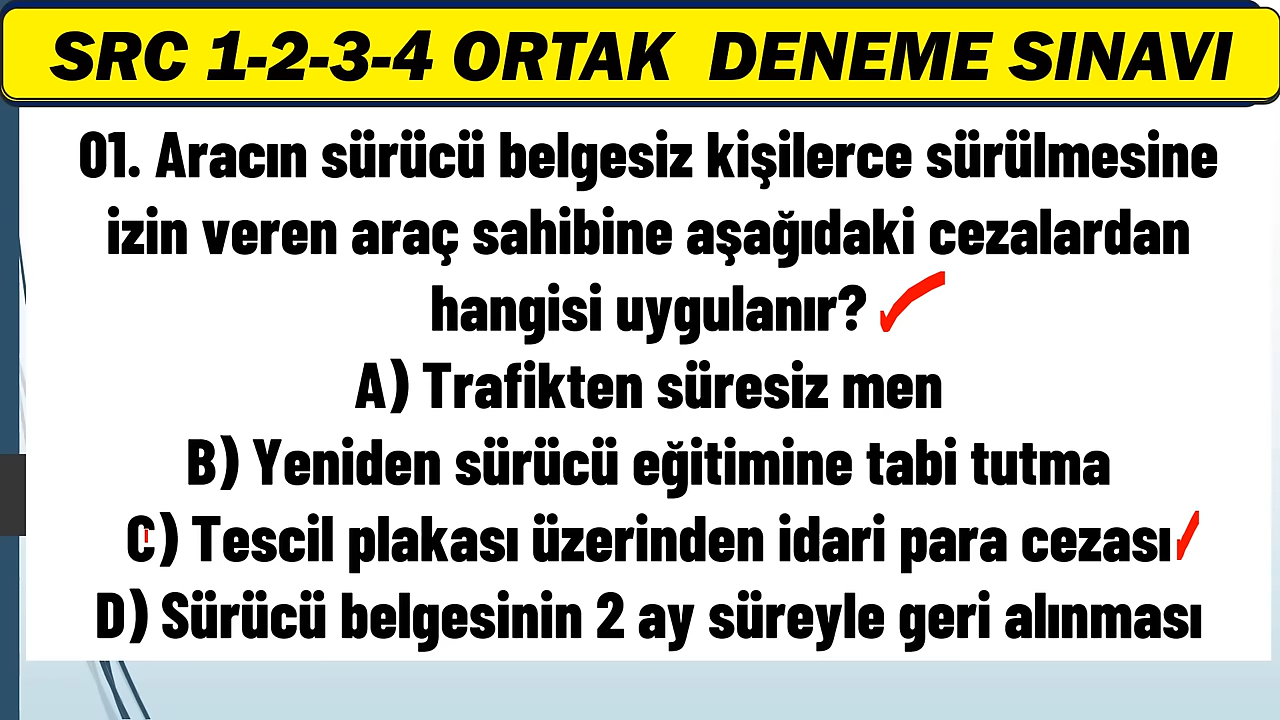 SRC 1-2-3-4 ORTAK DENEME SINAVI
01. Aracın sürücü belgesiz kişilerce sürülmesine
izin veren araç sahibine aşağıdaki cezalardan
hangisi uygulanır?
A) Trafikten süresiz men
B) Yeniden sürücü eğitimine tabi tutma
C) Tescil plakası üzerinden idari para cezası
D) Sürücü belgesinin 2 ay süreyle geri alınması